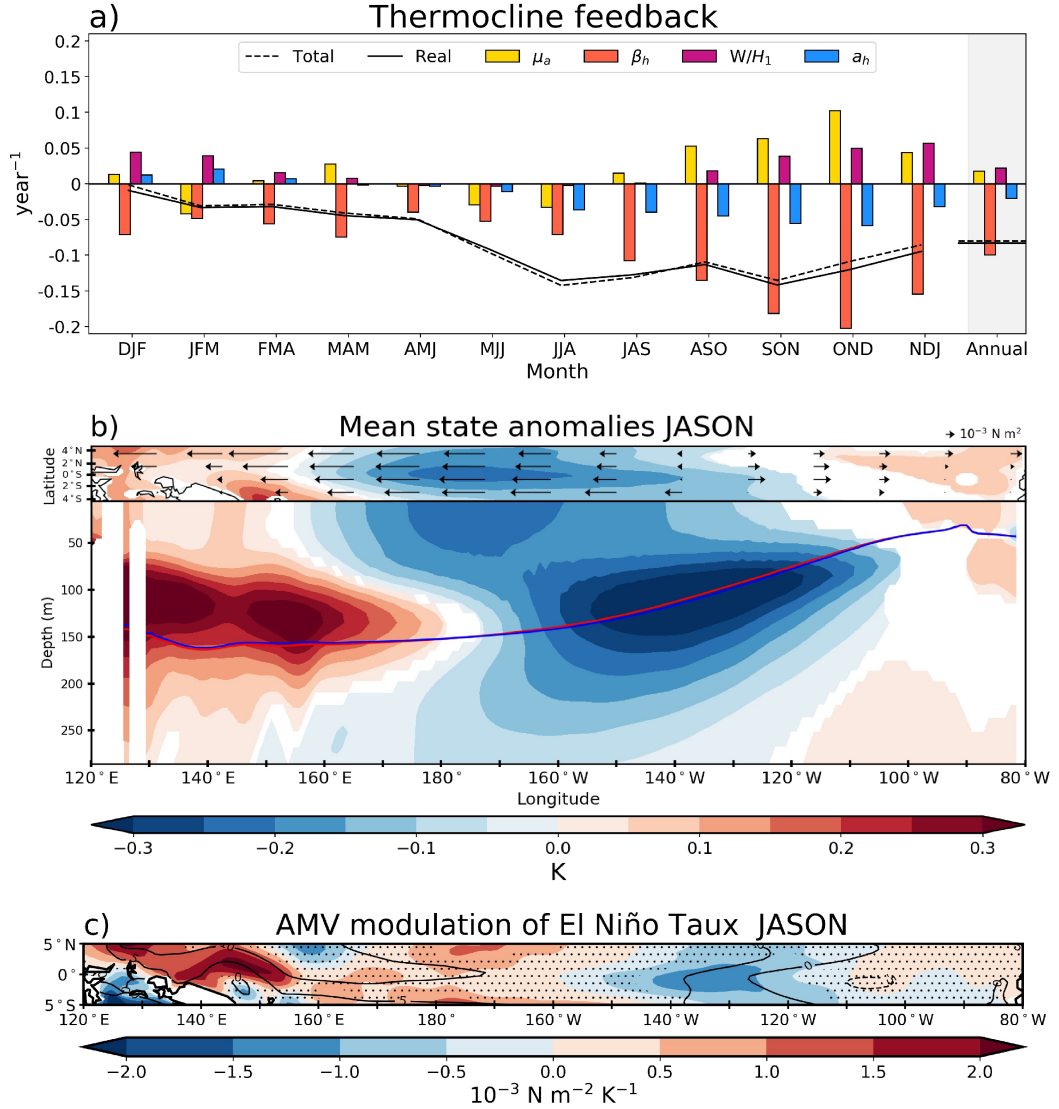 a) Thermocline feedback
Total Real μₐ βₕ W/H₁ aₕ
year⁻¹
0.2
0.15
0.1
0.05
0
-0.05
-0.1
-0.15
-0.2
DJF JFM FMA MAM AMJ MJJ JJA JAS ASO SON OND NDJ Annual
Month
b) Mean state anomalies JASON
10⁻³ N m²
Latitude
4°N
2°N
0°S
2°S
4°S
Depth (m)
50
100
150
200
250
120°E 140°E 160°E 180° 160°W 140°W 120°W 100°W 80°W
Longitude
−0.3 −0.2 −0.1 0.0 0.1 0.2 0.3
K
c) AMV modulation of El Niño Taux JASON
5°N
0°
5°S
120°E 140°E 160°E 180° 160°W 140°W 120°W 100°W 80°W
−2.0 −1.5 −1.0 −0.5 0.0 0.5 1.0 1.5 2.0
10⁻³ N m⁻² K⁻¹